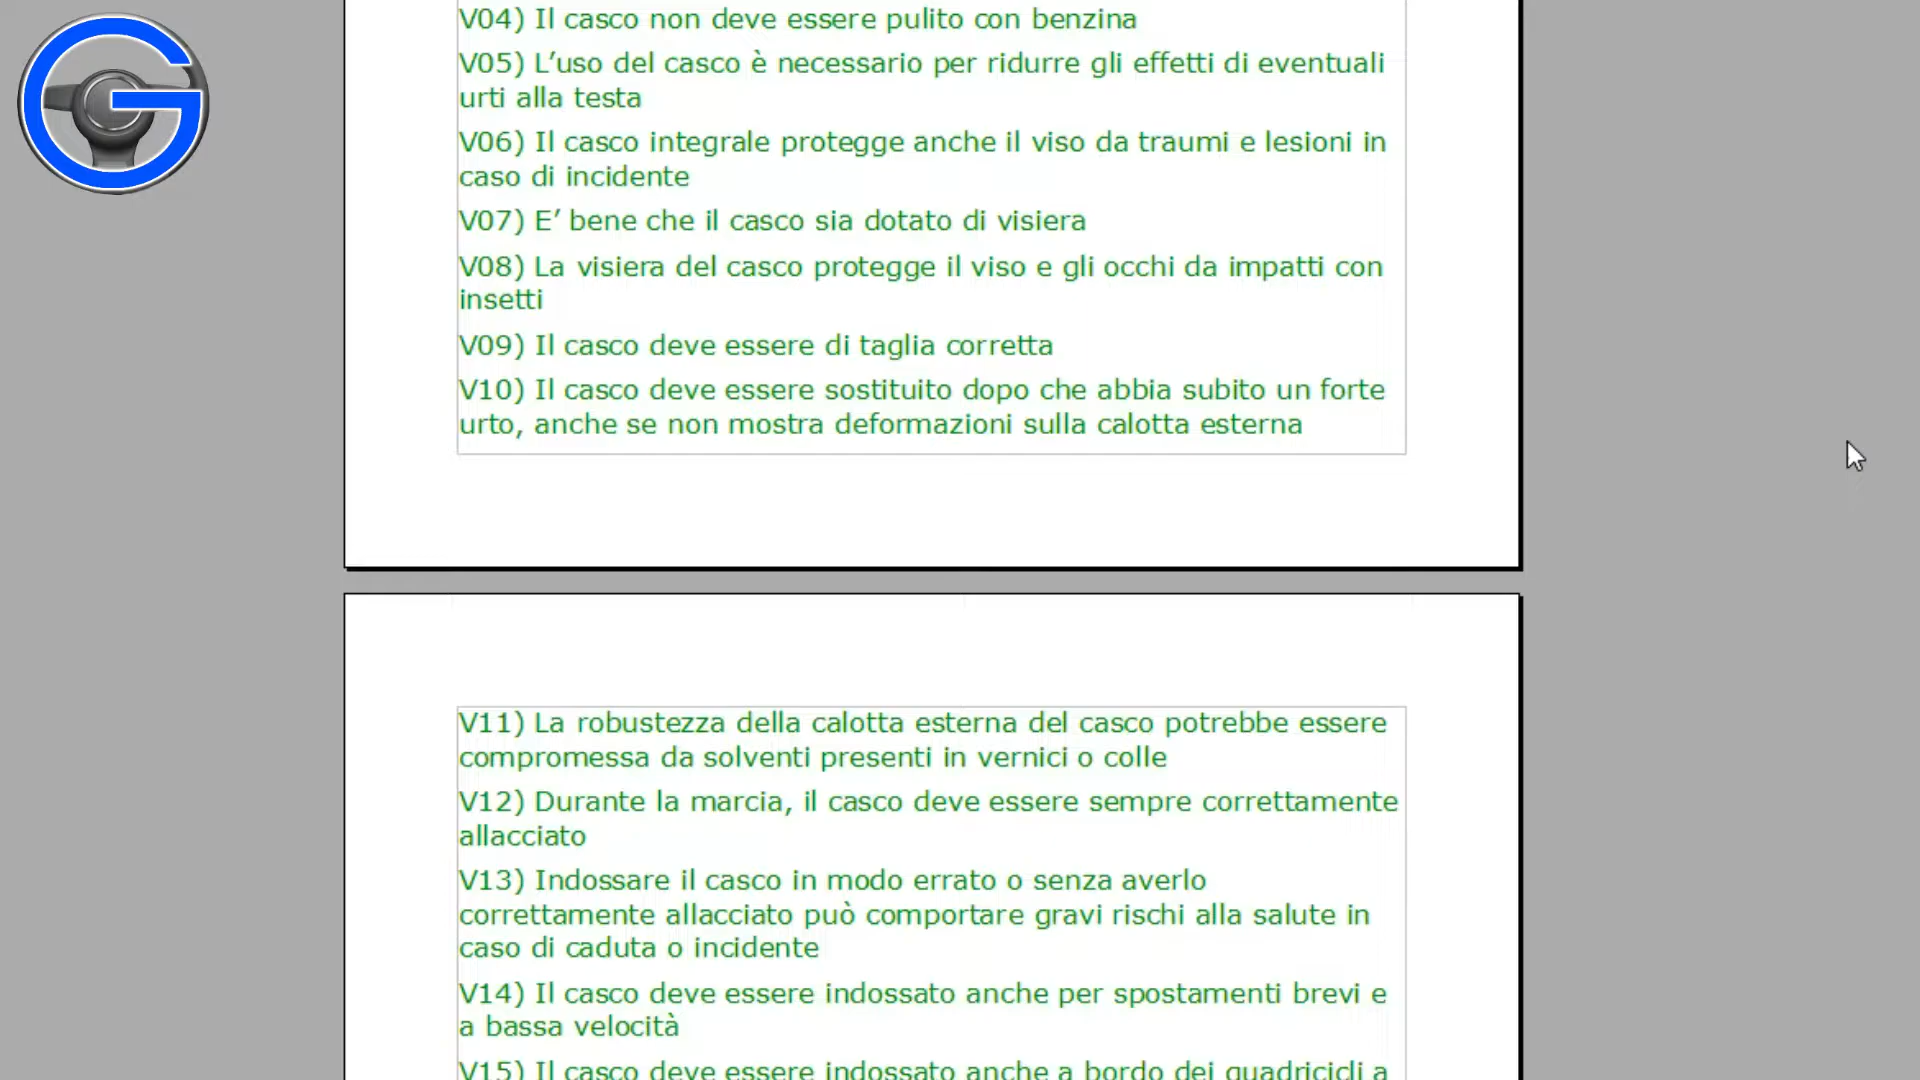 V04) Il casco non deve essere pulito con benzina
V05) L’uso del casco è necessario per ridurre gli effetti di eventuali
urti alla testa
V06) Il casco integrale protegge anche il viso da traumi e lesioni in
caso di incidente
V07) E’ bene che il casco sia dotato di visiera
V08) La visiera del casco protegge il viso e gli occhi da impatti con
insetti
V09) Il casco deve essere di taglia corretta
V10) Il casco deve essere sostituito dopo che abbia subito un forte
urto, anche se non mostra deformazioni sulla calotta esterna
V11) La robustezza della calotta esterna del casco potrebbe essere
compromessa da solventi presenti in vernici o colle
V12) Durante la marcia, il casco deve essere sempre correttamente
allacciato
V13) Indossare il casco in modo errato o senza averlo
correttamente allacciato può comportare gravi rischi alla salute in
caso di caduta o incidente
V14) Il casco deve essere indossato anche per spostamenti brevi e
a bassa velocità
V15) Il casco deve essere indossato anche a bordo dei quadricicli a